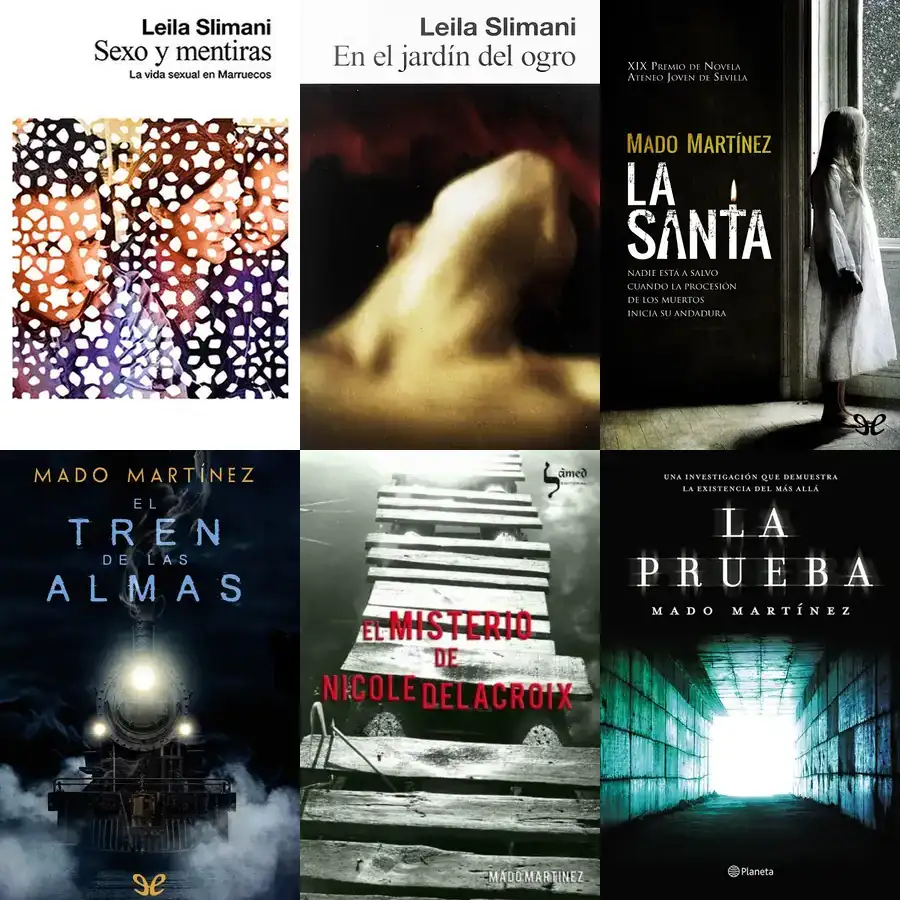 Leila Slimani
Sexo y mentiras
La vida sexual en Marruecos
Leila Slimani
En el jardín del ogro
XIX Premio de Novela
Ateneo Joven de Sevilla
Mado Martínez
LA
SANTA
NADIE ESTÁ A SALVO
CUANDO LA PROCESIÓN
DE LOS MUERTOS
INICIA SU ANDADURA
MADO MARTÍNEZ
EL
TREN
DE LAS
ALMAS
àmed
EL MISTERIO
DE
NICOLE DELACROIX
MADO MARTINEZ
UNA INVESTIGACIÓN QUE DEMUESTRA
LA EXISTENCIA DEL MÁS ALLÁ
LA
PRUEBA
MADO MARTÍNEZ
Planeta